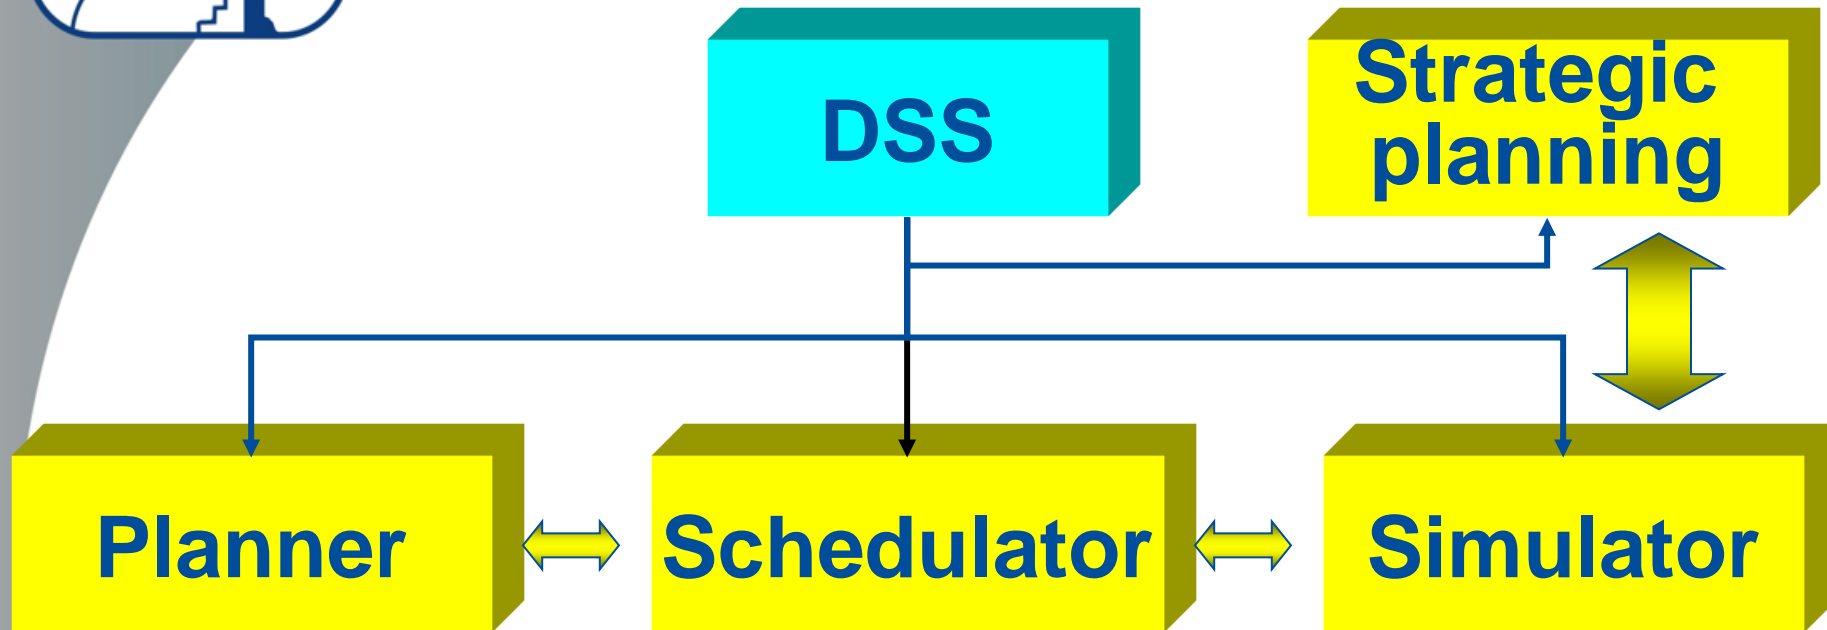 DSS
Strategic
planning
Planner
Schedulator
Simulator